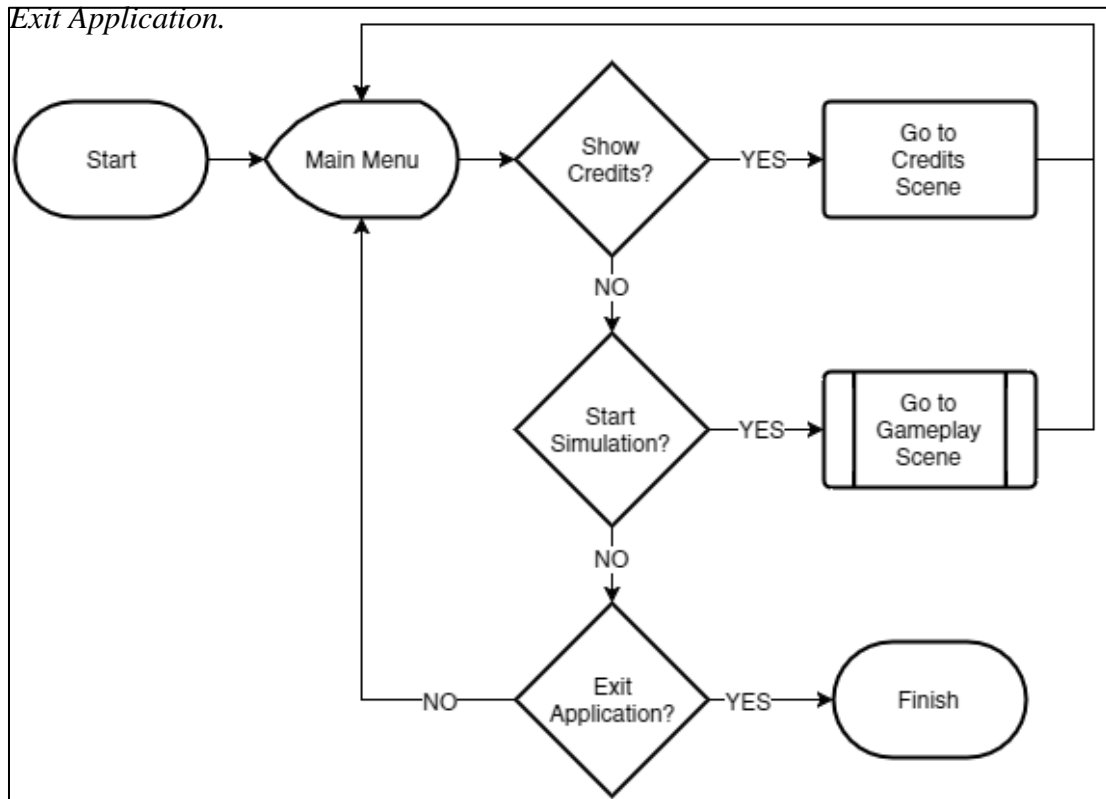 Exit Application.
Start
Main Menu
Show
Credits?
YES
Go to
Credits
Scene
NO
Start
Simulation?
YES
Go to
Gameplay
Scene
NO
Exit
Application?
NO
YES
Finish